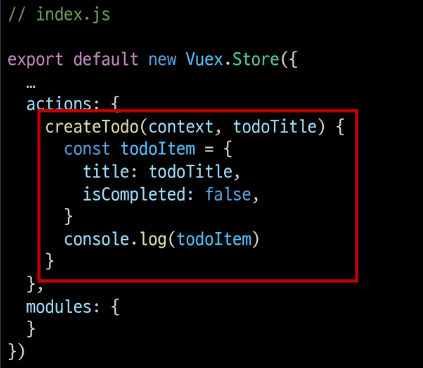 // index.js
export default new Vuex.Store({
…
actions: {
createTodo(context, todoTitle) {
const todoItem = {
title: todoTitle,
isCompleted: false,
}
console.log(todoItem)
}
},
modules: {
}
})